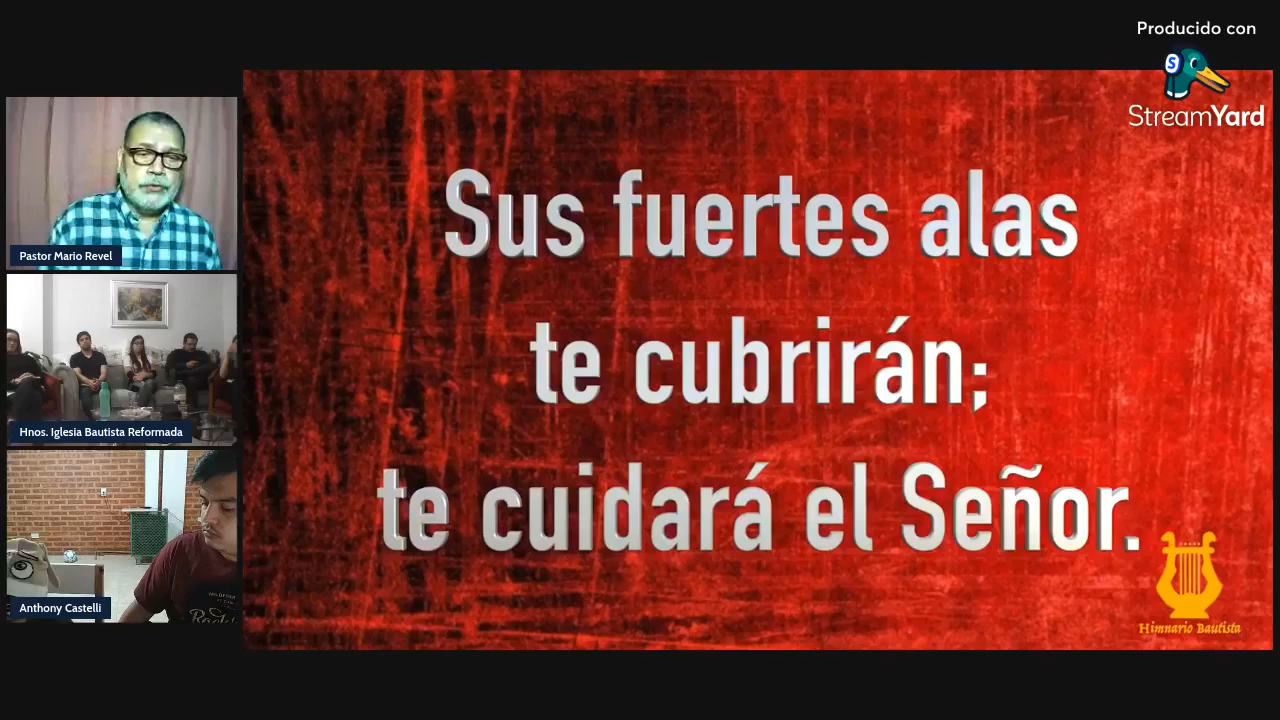 Producido con
StreamYard
Pastor Mario Revel
Hnos. Iglesia Bautista Reformada
Anthony Castelli
Sus fuertes alas
te cubrirán;
te cuidará el Señor.
Himnario Bautista